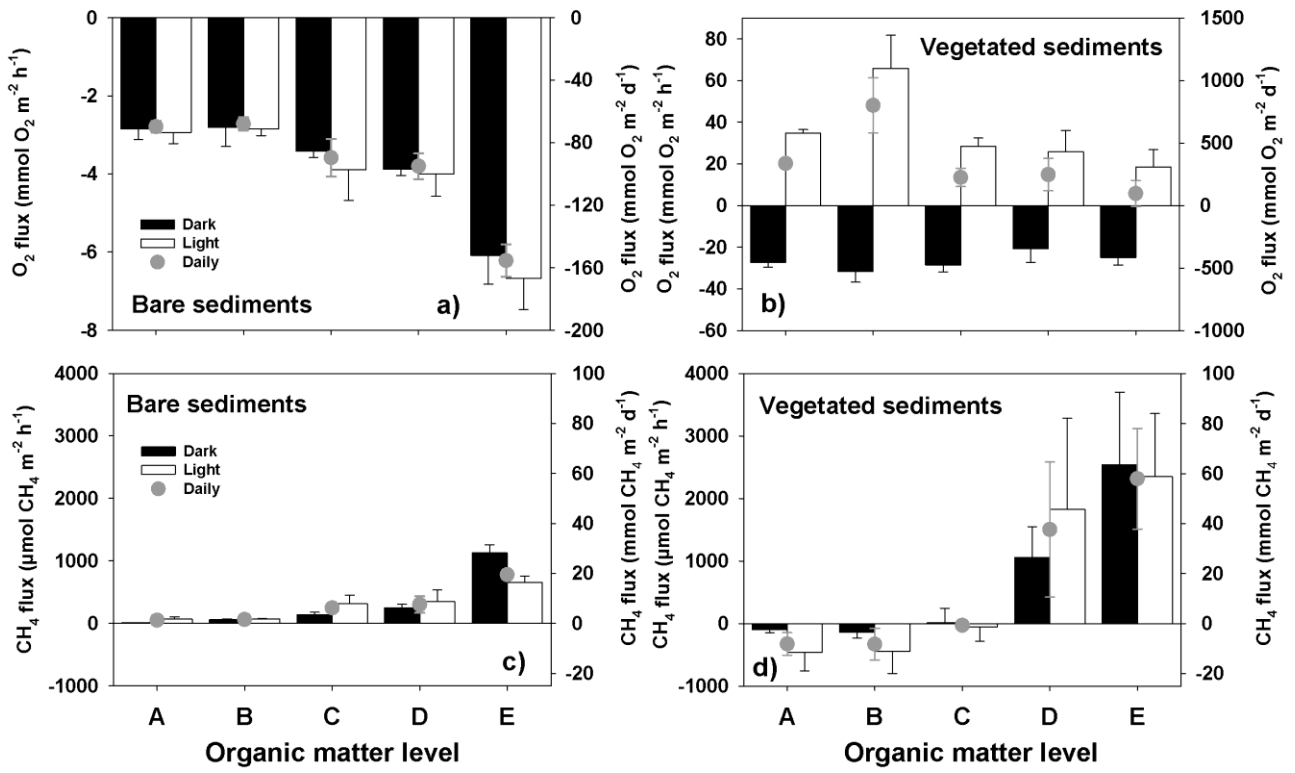 O₂ flux (mmol O₂ m⁻² h⁻¹)
0
-2
-4
-6
-8
Dark
Light
Daily
Bare sediments
a)
0
-40
-80
-120
-160
-200
O₂ flux (mmol O₂ m⁻² d⁻¹)
O₂ flux (mmol O₂ m⁻² h⁻¹)
80
60
40
20
0
-20
-40
-60
Vegetated sediments
b)
1500
1000
500
0
-500
-1000
O₂ flux (mmol O₂ m⁻² d⁻¹)
CH₄ flux (µmol CH₄ m⁻² h⁻¹)
4000
3000
2000
1000
0
-1000
Bare sediments
Dark
Light
Daily
c)
100
80
60
40
20
0
-20
CH₄ flux (mmol CH₄ m⁻² d⁻¹)
A B C D E
Organic matter level
CH₄ flux (µmol CH₄ m⁻² h⁻¹)
4000
3000
2000
1000
0
-1000
Vegetated sediments
d)
100
80
60
40
20
0
-20
CH₄ flux (mmol CH₄ m⁻² d⁻¹)
A B C D E
Organic matter level